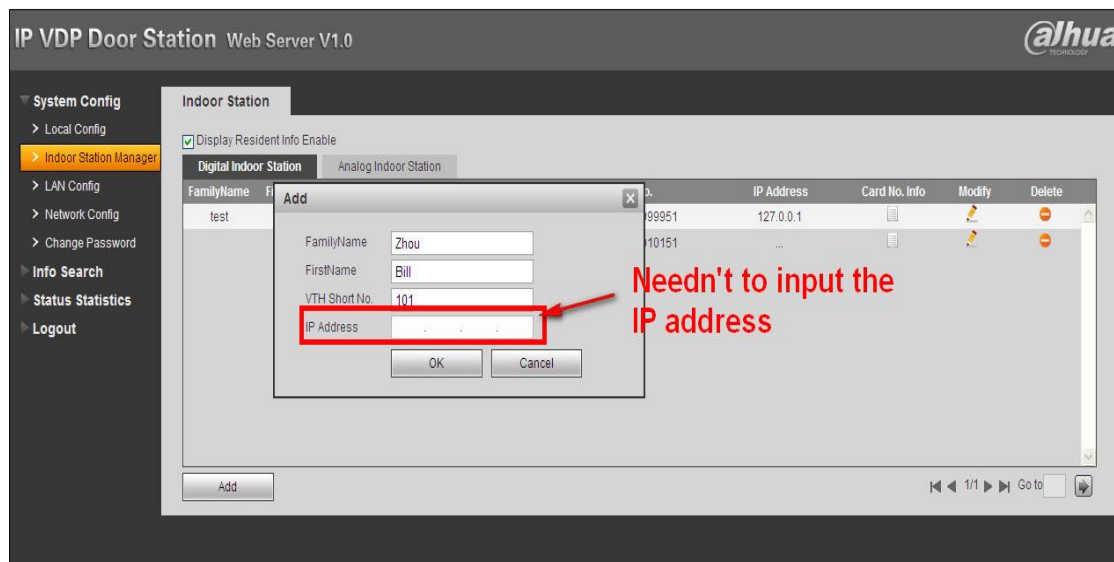 IP VDP Door Station Web Server V1.0
alhua
TECHNOLOGY
System Config
> Local Config
> Indoor Station Manager
> LAN Config
> Network Config
> Change Password
Info Search
Status Statistics
Logout
Indoor Station
Display Resident Info Enable
Digital Indoor Station Analog Indoor Station
FamilyName IP Address Card No. Info Modify Delete
test 99951 127.0.0.1
10151 ...
Add
FamilyName Zhou
FirstName Bill
VTH Short No. 101
IP Address . . .
OK Cancel
Needn't to input the
IP address
Add 1/1 Go to